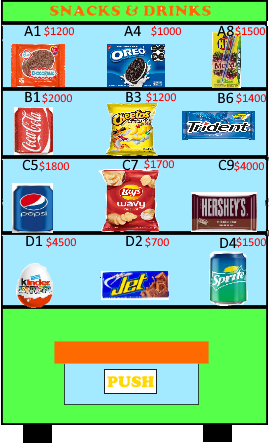 SNACKS & DRINKS
A1 $1200 A4 $1000 A8 $1500
OREO
B1 $2000 B3 $1200 B6 $1400
Coca-Cola Cheetos Trident
C5 $1800 C7 $1700 C9 $4000
pepsi Lay's WAVY HERSHEY'S
D1 $4500 D2 $700 D4 $1500
kinder Jet Sprite
PUSH